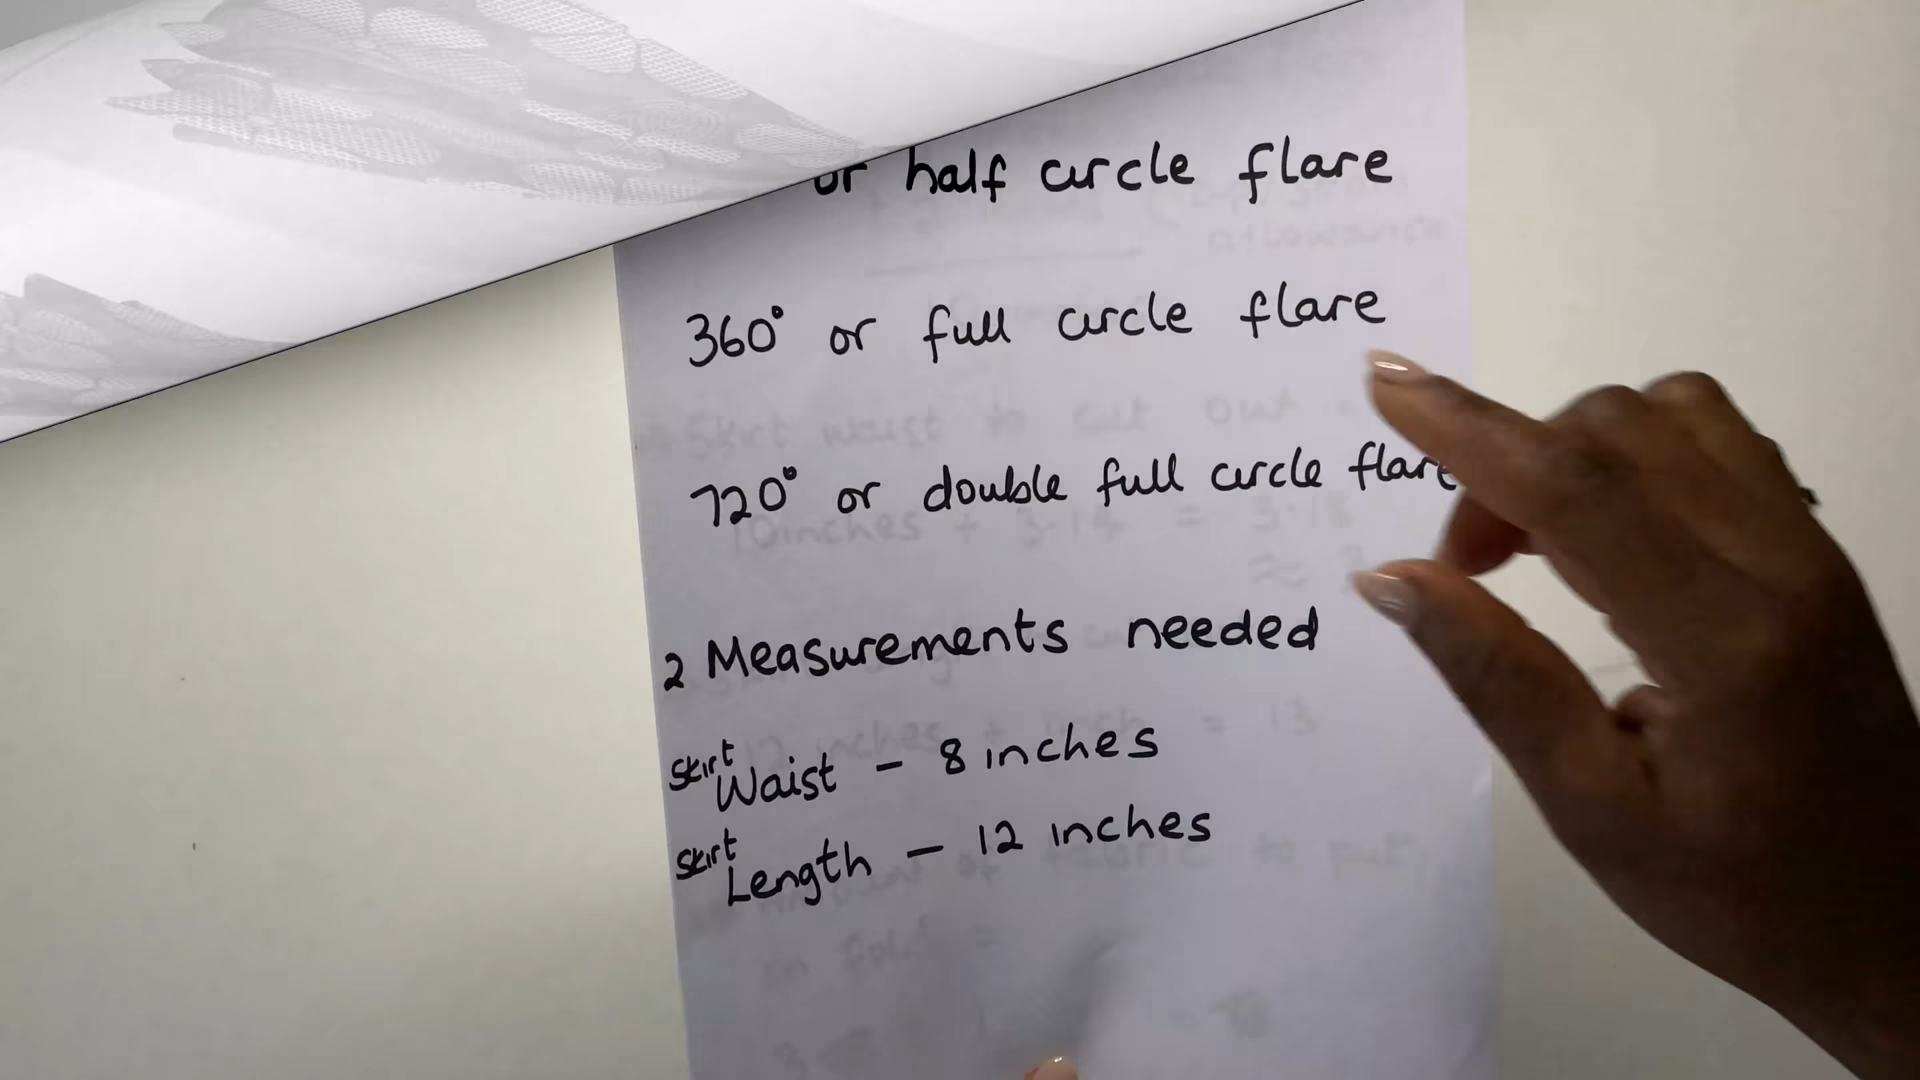 or half circle flare
360° or full circle flare
720° or double full circle flare
2 Measurements needed
Skirt Waist - 8 inches
Skirt Length - 12 inches